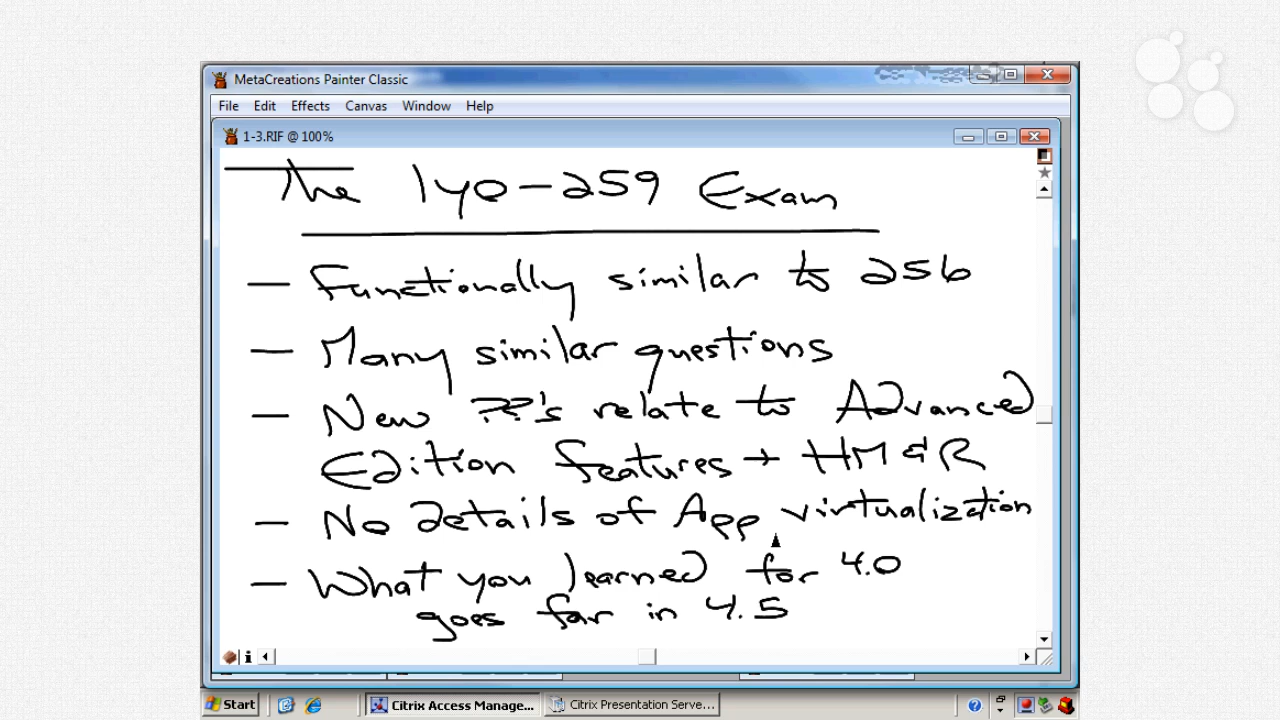 MetaCreations Painter Classic
File Edit Effects Canvas Window Help
1-3.RIF @ 100%
The 1y0-259 Exam
- Functionally similar to 256
- Many similar questions
- New ??'s relate to Advanced
Edition features + HM&R
- No details of App virtualization
- What you learned for 4.0
goes far in 4.5
Start Citrix Access Manage... Citrix Presentation Serve...